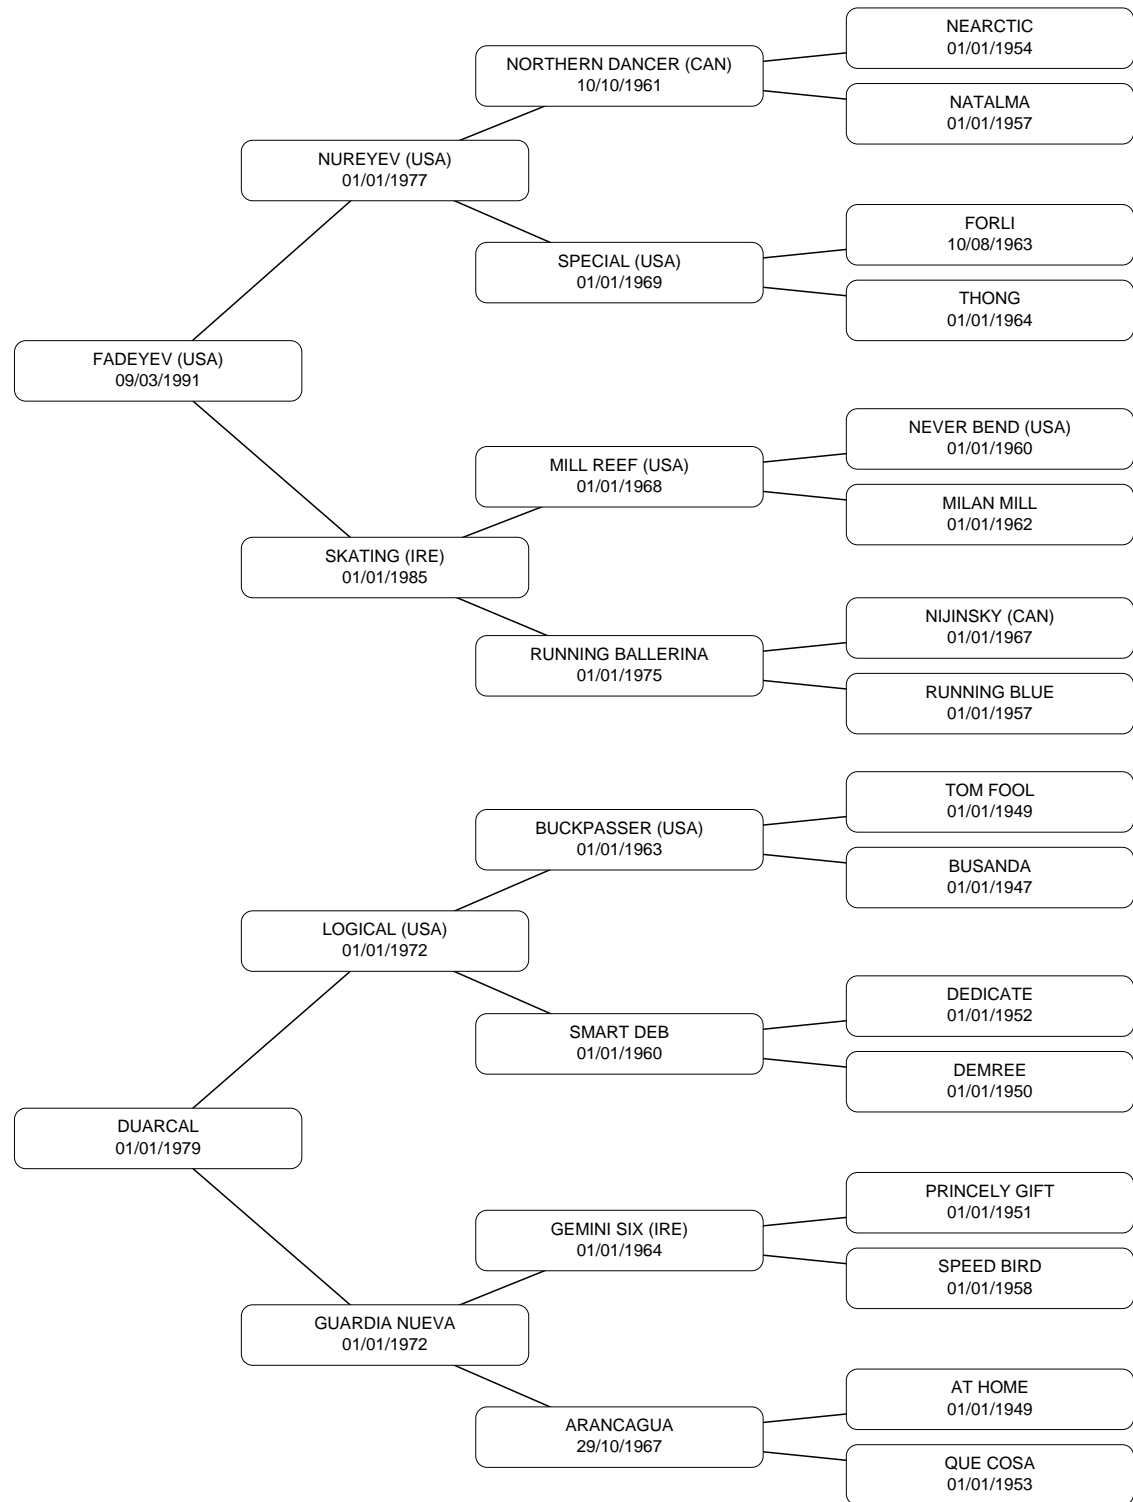 NEARCTIC
01/01/1954
NORTHERN DANCER (CAN)
10/10/1961
NATALMA
01/01/1957
NUREYEV (USA)
01/01/1977
FORLI
10/08/1963
SPECIAL (USA)
01/01/1969
THONG
01/01/1964
FADEYEV (USA)
09/03/1991
NEVER BEND (USA)
01/01/1960
MILL REEF (USA)
01/01/1968
MILAN MILL
01/01/1962
SKATING (IRE)
01/01/1985
NIJINSKY (CAN)
01/01/1967
RUNNING BALLERINA
01/01/1975
RUNNING BLUE
01/01/1957
TOM FOOL
01/01/1949
BUCKPASSER (USA)
01/01/1963
BUSANDA
01/01/1947
LOGICAL (USA)
01/01/1972
DEDICATE
01/01/1952
SMART DEB
01/01/1960
DEMREE
01/01/1950
DUARCAL
01/01/1979
PRINCELY GIFT
01/01/1951
GEMINI SIX (IRE)
01/01/1964
SPEED BIRD
01/01/1958
GUARDIA NUEVA
01/01/1972
AT HOME
01/01/1949
ARANCAGUA
29/10/1967
QUE COSA
01/01/1953